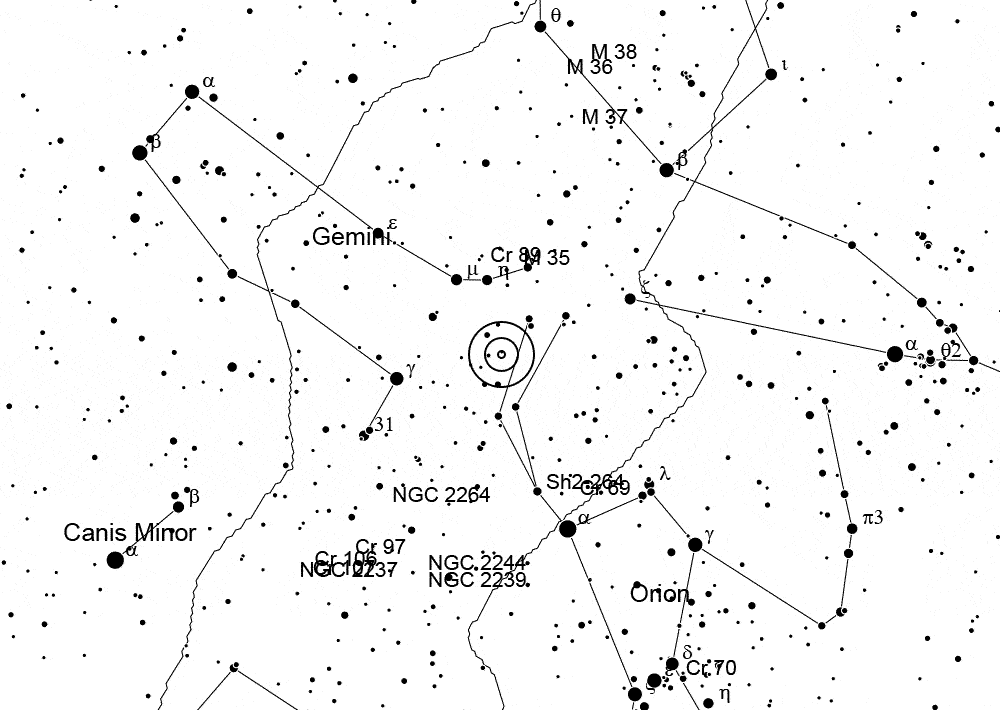 θ
M 38
M 36
ι
α
M 37
β
β
ε
Gemini
Cr 89
M 35
μ
η
ζ
α
θ2
γ
31
λ
Sh2-264
Cr 69
NGC 2264
β
α
π3
Canis Minor
α
γ
Cr 97
Cr 106
NGC 2237
NGC 2244
NGC 2239
Orion
δ
Cr 70
ε
ζ
η